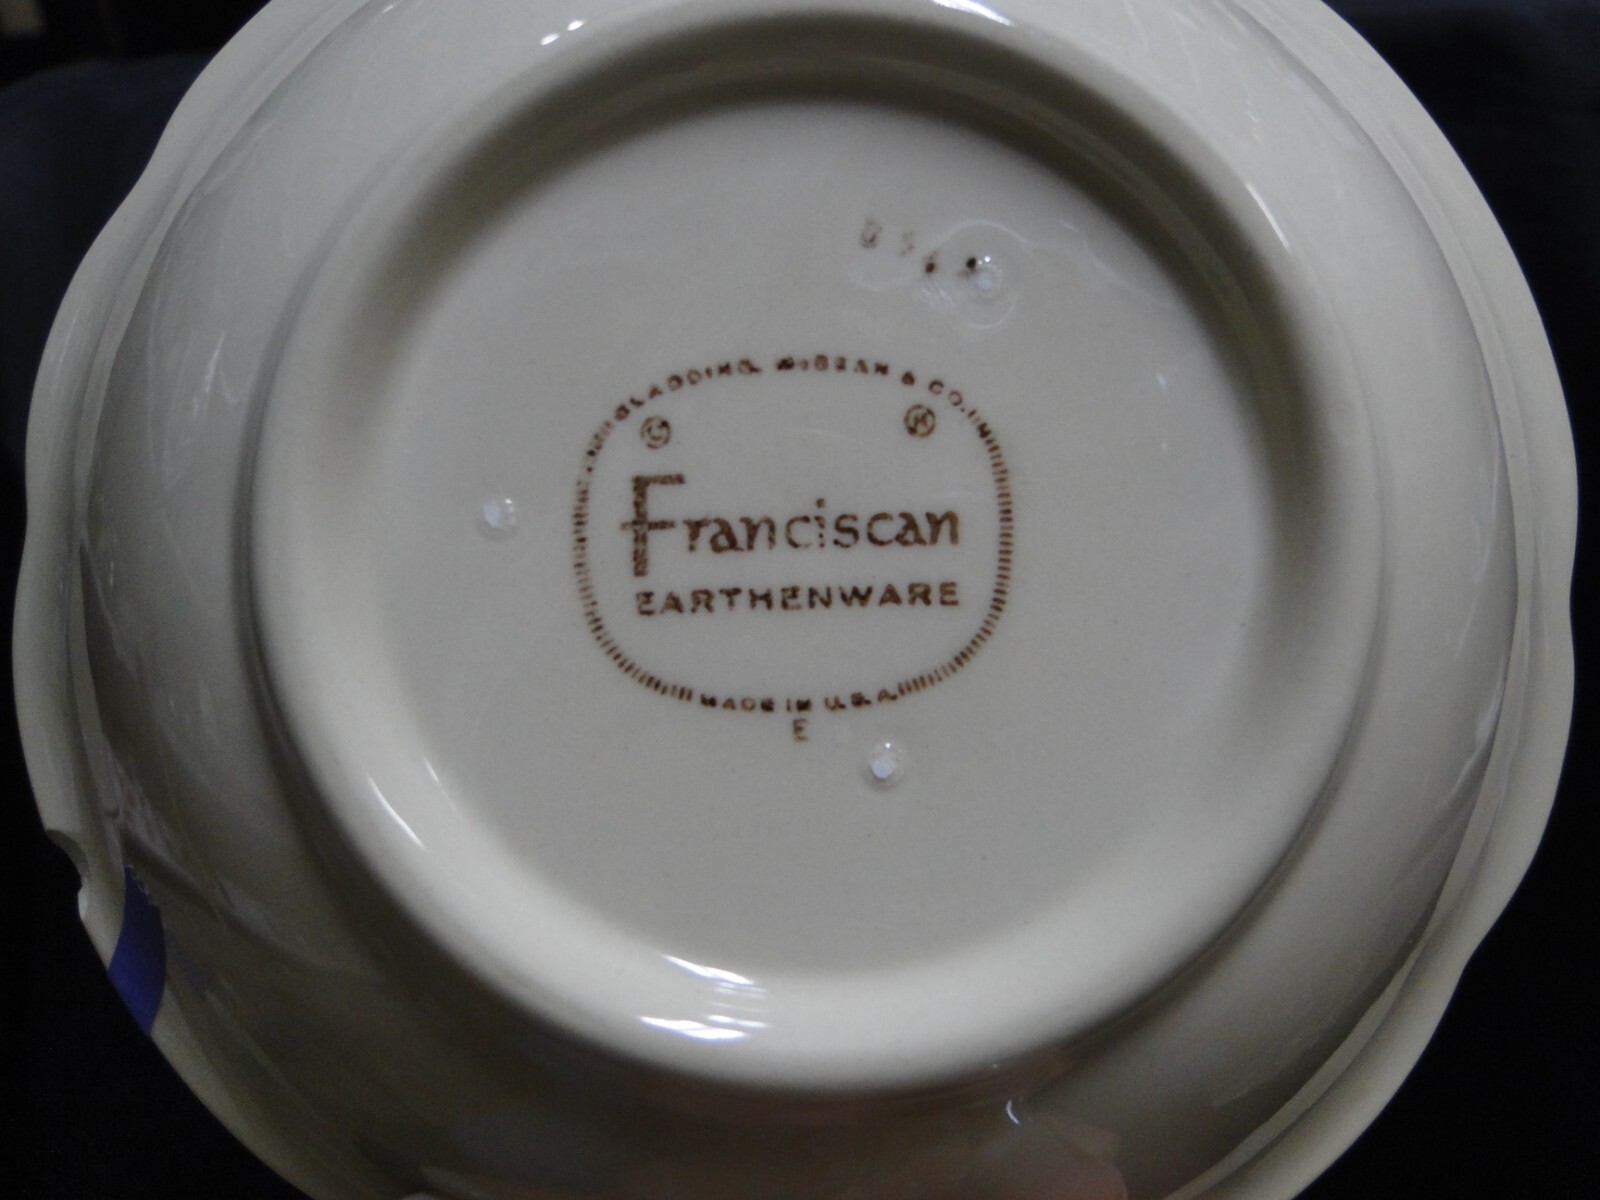 GLADDING, McBEAN & CO.
© ®
Franciscan
EARTHENWARE
MADE IN U.S.A.
E